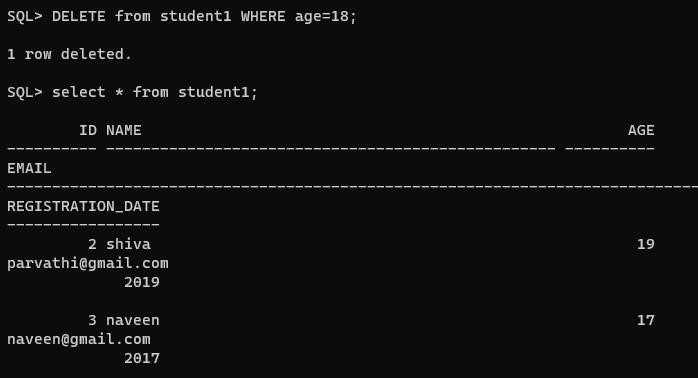 SQL> DELETE from student1 WHERE age=18;
1 row deleted.
SQL> select * from student1;
ID NAME AGE
---------- -------------------------------------------------- ----------
EMAIL
-----------------------------------------------------------------------------
REGISTRATION_DATE
-----------------
2 shiva 19
parvathi@gmail.com
2019
3 naveen 17
naveen@gmail.com
2017